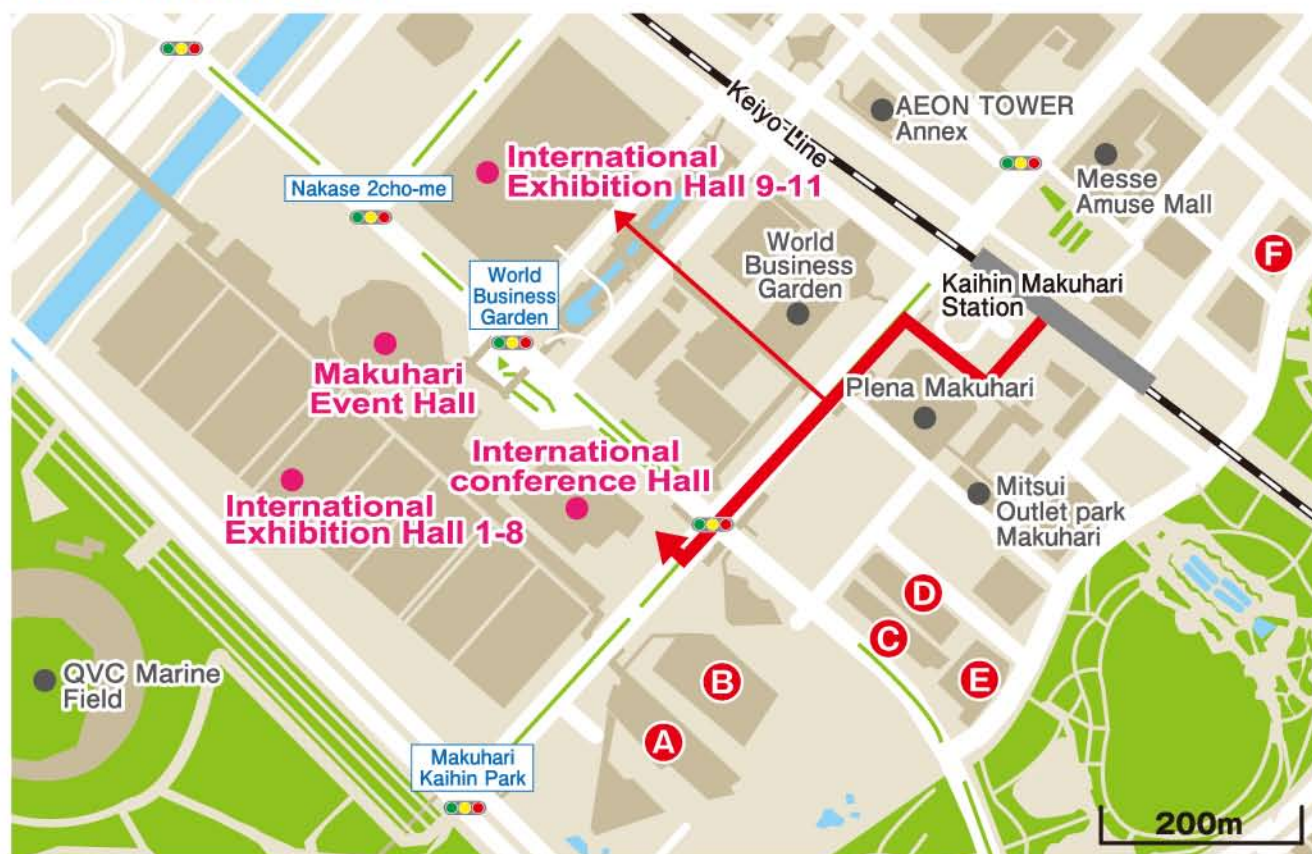 Keiyo-Line
AEON TOWER
Annex
Messe
Amuse Mall
International
Exhibition Hall 9-11
Nakase 2cho-me
World
Business
Garden
World
Business
Garden
Kaihin Makuhari
Station
F
Makuhari
Event Hall
Plena Makuhari
International
conference Hall
International
Exhibition Hall 1-8
Mitsui
Outlet park
Makuhari
D
C
E
B
A
QVC Marine
Field
Makuhari
Kaihin Park
200m